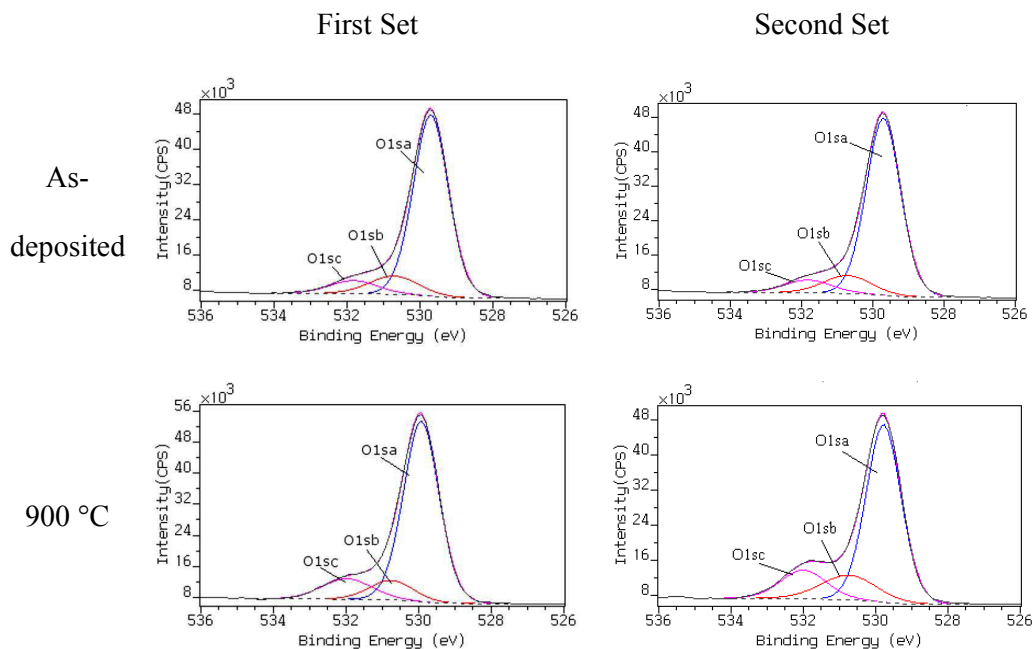 First Set
Second Set
As-
deposited
×10³
48
40
32
24
16
8
Intensity(CPS)
O1sa
O1sb
O1sc
536 534 532 530 528 526
Binding Energy (eV)
×10³
48
40
32
24
16
8
Intensity(CPS)
O1sa
O1sb
O1sc
536 534 532 530 528 526
Binding Energy (eV)
900 °C
×10³
56
48
40
32
24
16
8
Intensity(CPS)
O1sa
O1sb
O1sc
536 534 532 530 528 526
Binding Energy (eV)
×10³
48
40
32
24
16
8
Intensity(CPS)
O1sa
O1sb
O1sc
536 534 532 530 528 526
Binding Energy (eV)